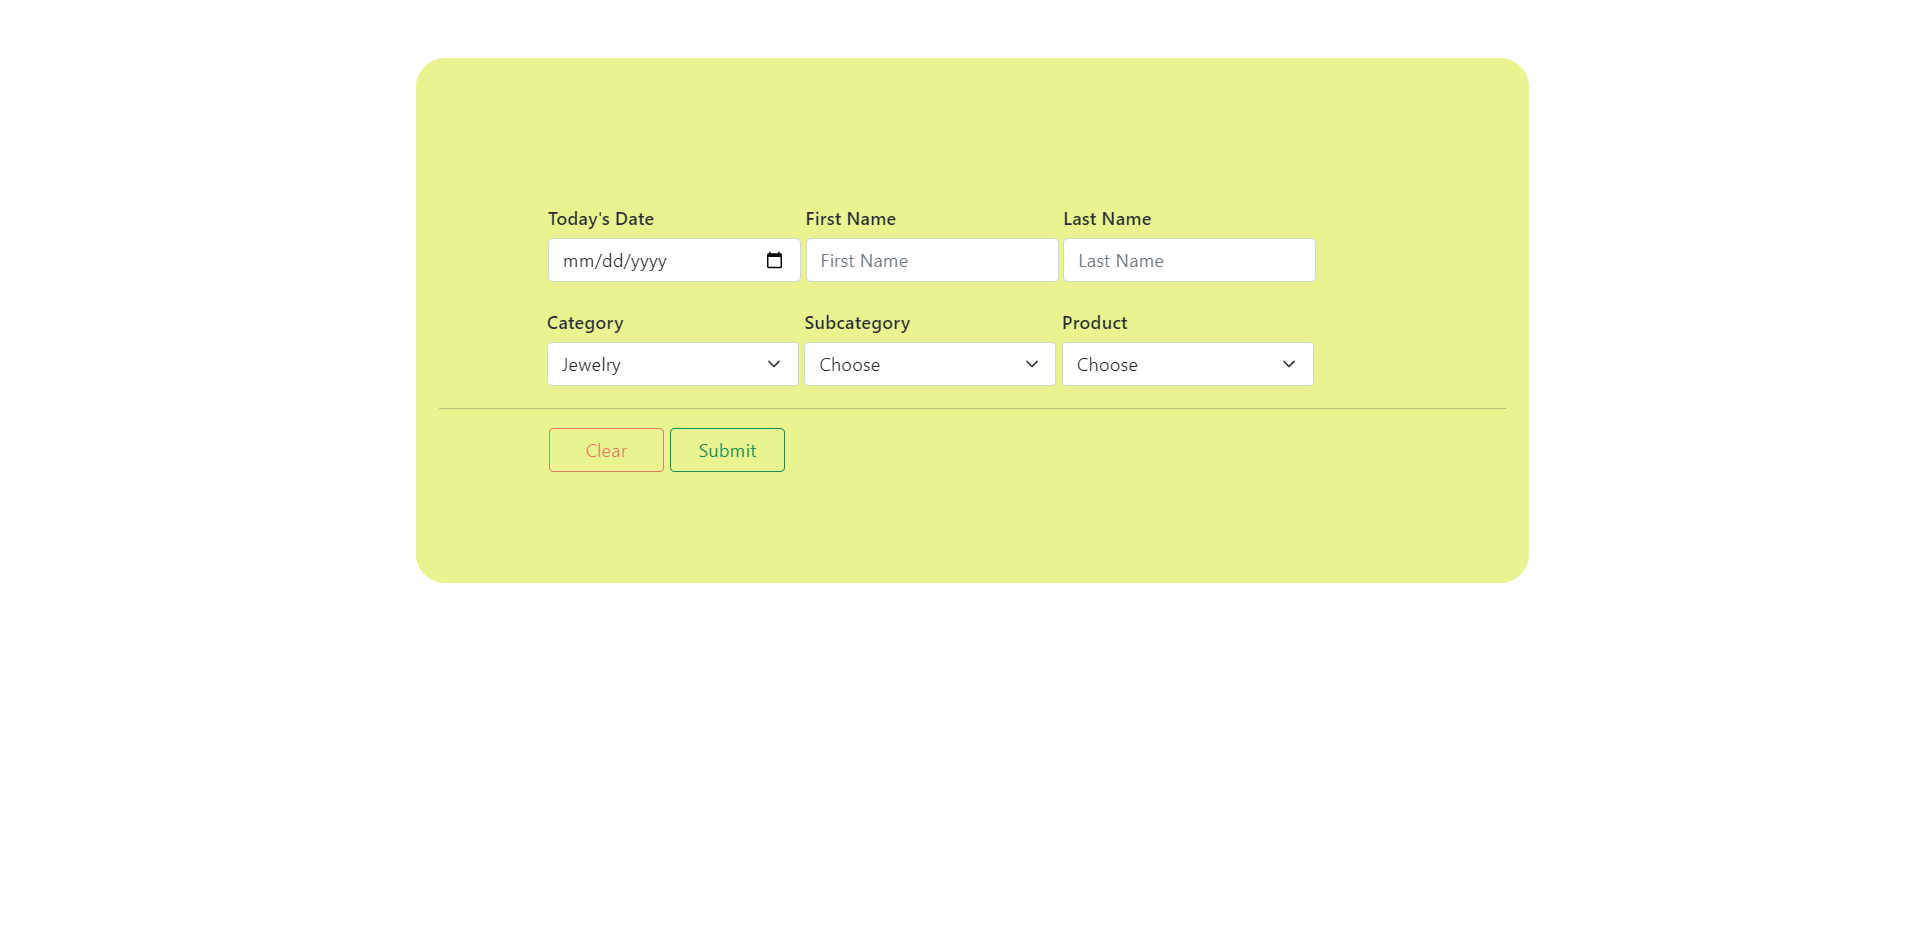 Today's Date First Name Last Name
mm/dd/yyyy First Name Last Name
Category Subcategory Product
Jewelry Choose Choose
Clear Submit